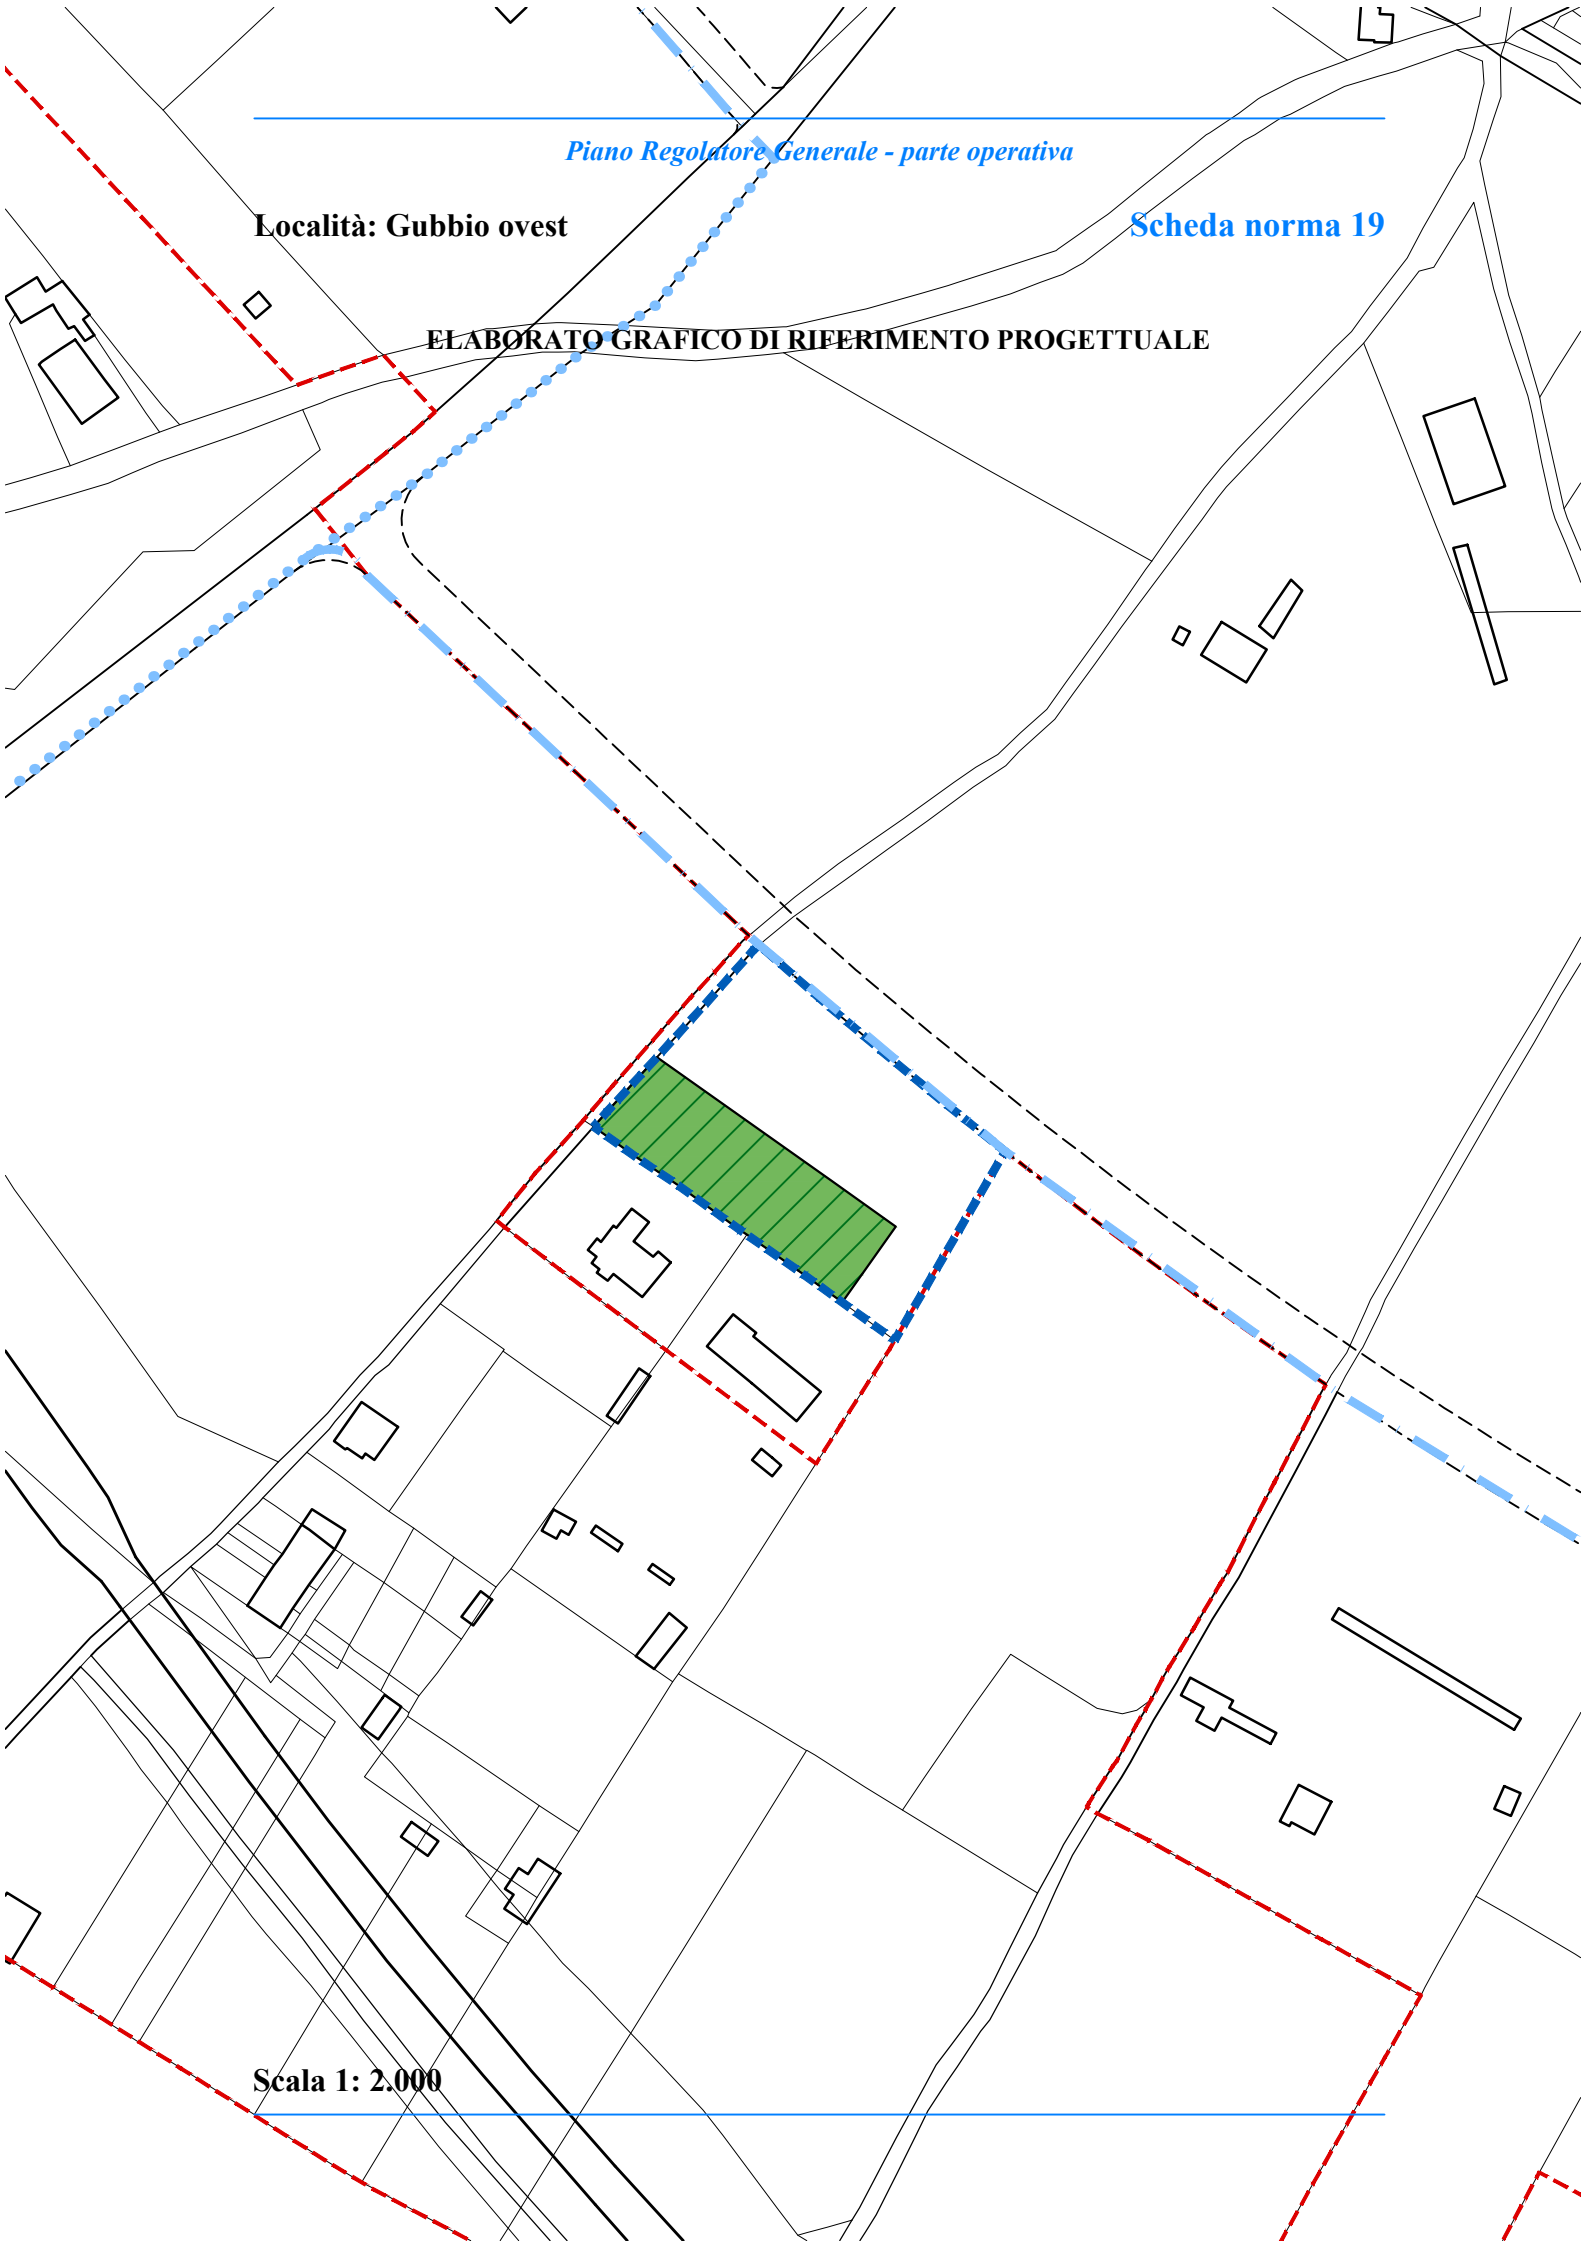 Piano Regolatore Generale - parte operativa
Località: Gubbio ovest
Scheda norma 19
ELABORATO GRAFICO DI RIFERIMENTO PROGETTUALE
Scala 1: 2.000